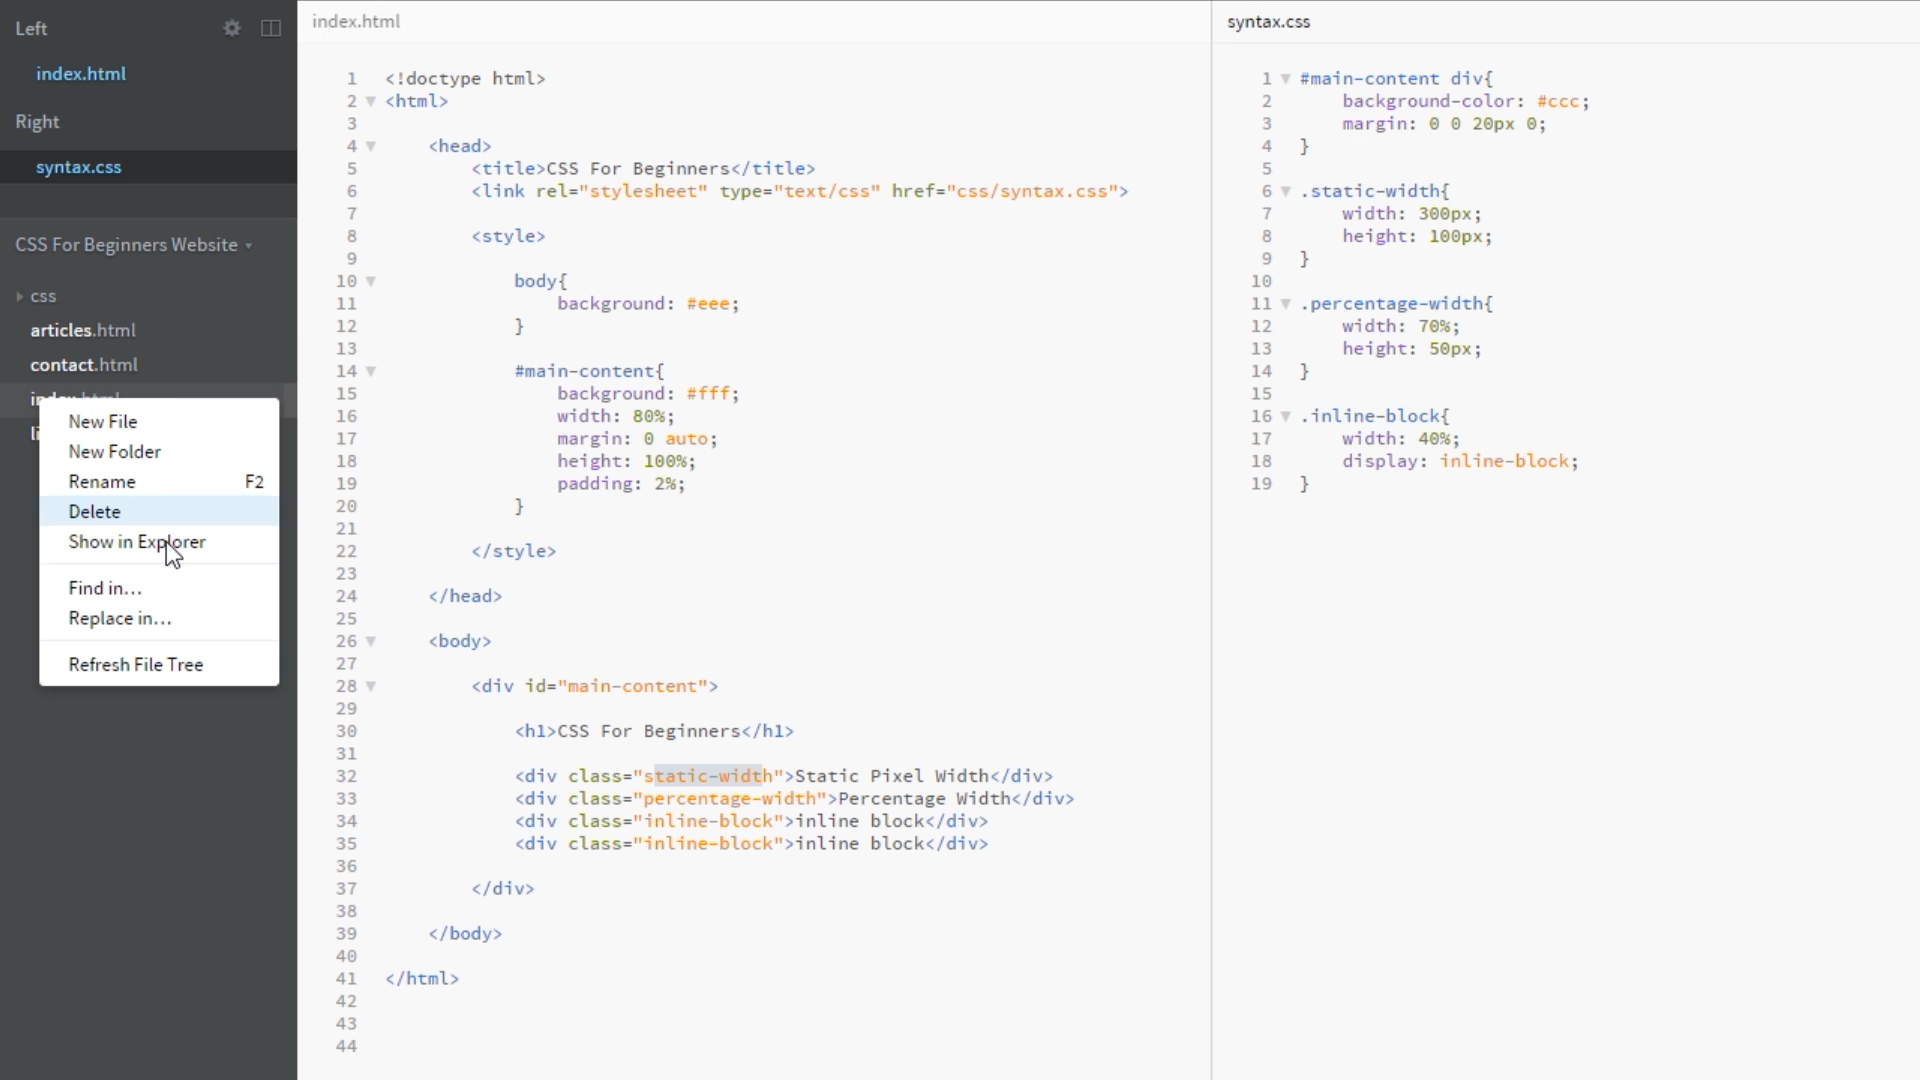 Left
index.html
Right
syntax.css
CSS For Beginners Website
css
articles.html
contact.html
New File
New Folder
Rename F2
Delete
Show in Explorer
Find in...
Replace in...
Refresh File Tree
index.html
1 <!doctype html>
2 <html>
3
4 <head>
5 <title>CSS For Beginners</title>
6 <link rel="stylesheet" type="text/css" href="css/syntax.css">
7
8 <style>
9
10 body{
11 background: #eee;
12 }
13
14 #main-content{
15 background: #fff;
16 width: 80%;
17 margin: 0 auto;
18 height: 100%;
19 padding: 2%;
20 }
21
22 </style>
23
24 </head>
25
26 <body>
27
28 <div id="main-content">
29
30 <h1>CSS For Beginners</h1>
31
32 <div class="static-width">Static Pixel Width</div>
33 <div class="percentage-width">Percentage Width</div>
34 <div class="inline-block">inline block</div>
35 <div class="inline-block">inline block</div>
36
37 </div>
38
39 </body>
40
41 </html>
42
43
44
syntax.css
1 #main-content div{
2 background-color: #ccc;
3 margin: 0 0 20px 0;
4 }
5
6 .static-width{
7 width: 300px;
8 height: 100px;
9 }
10
11 .percentage-width{
12 width: 70%;
13 height: 50px;
14 }
15
16 .inline-block{
17 width: 40%;
18 display: inline-block;
19 }